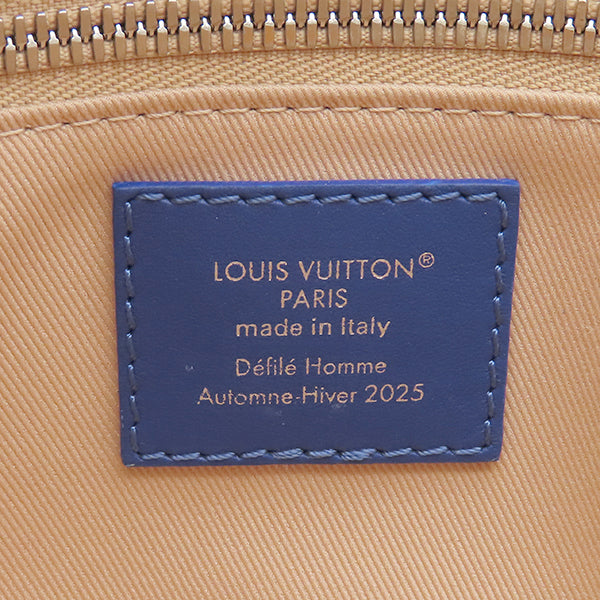 LOUIS VUITTON®
PARIS
made in Italy
Défilé Homme
Automne-Hiver 2025